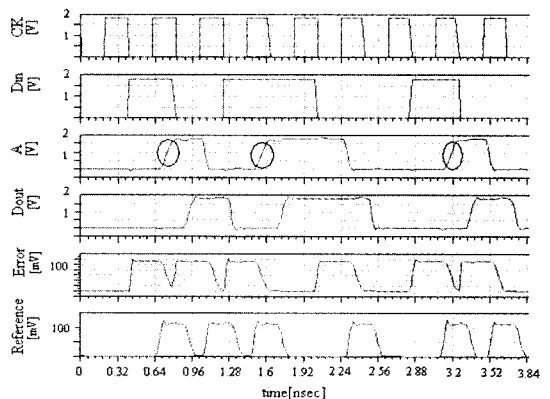 CK [V]
2
1
Din [V]
2
1
A [V]
2
1
Dout [V]
2
1
Error [mV]
100
Reference [mV]
100
0 0.32 0.64 0.96 1.28 1.6 1.92 2.24 2.56 2.88 3.2 3.52 3.84
time[nsec]